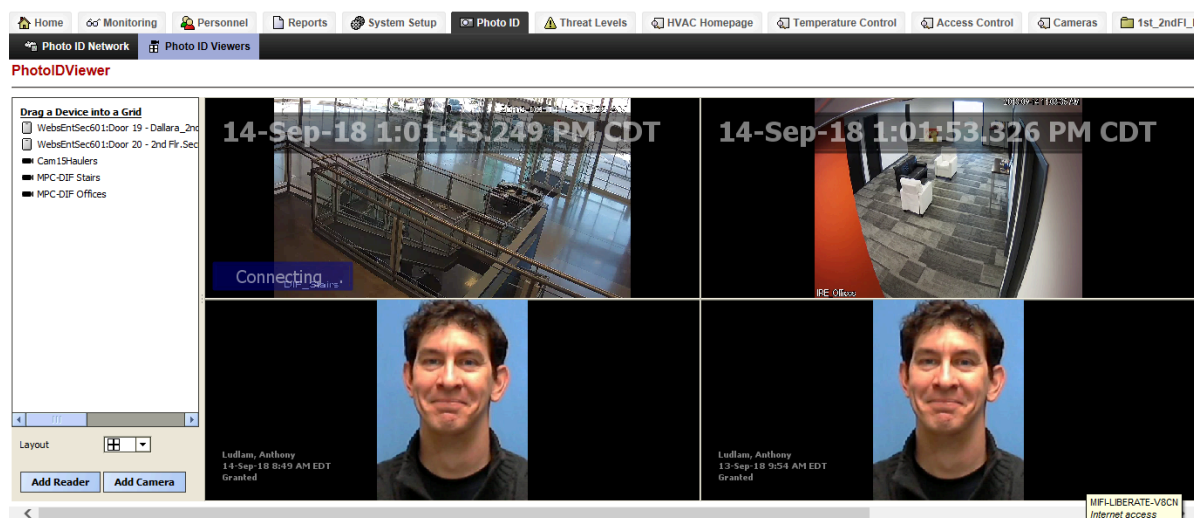 Home Monitoring Personnel Reports System Setup Photo ID Threat Levels HVAC Homepage Temperature Control Access Control Cameras 1st_2ndFl_
Photo ID Network Photo ID Viewers
PhotoIDViewer
Drag a Device into a Grid
WebsEntSec601:Door 19 - Dallara_2nd
WebsEntSec601:Door 20 - 2nd Flr.Sec
Cam15Haulers
MPC-DIF Stairs
MPC-DIF Offices
Layout
Add Reader Add Camera
14-Sep-18 1:01:43.249 PM CDT
Connecting
DIF_Stairs
14-Sep-18 1:01:53.326 PM CDT
IRE Offices
Ludlam, Anthony
14-Sep-18 8:49 AM EDT
Granted
Ludlam, Anthony
13-Sep-18 9:54 AM EDT
Granted
MIFI-LIBERATE-V8CN
Internet access